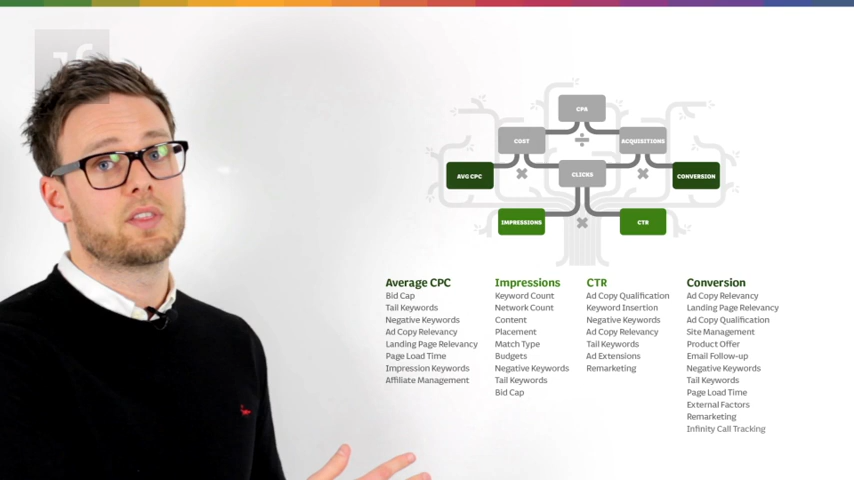 CPA
COST
ACQUISITIONS
AVG CPC
CLICKS
CONVERSION
IMPRESSIONS
CTR
Average CPC
Bid Cap
Tail Keywords
Negative Keywords
Ad Copy Relevancy
Landing Page Relevancy
Page Load Time
Impression Keywords
Affiliate Management
Impressions
Keyword Count
Network Count
Content
Placement
Match Type
Budgets
Negative Keywords
Tail Keywords
Bid Cap
CTR
Ad Copy Qualification
Keyword Insertion
Negative Keywords
Ad Copy Relevancy
Tail Keywords
Ad Extensions
Remarketing
Conversion
Ad Copy Relevancy
Landing Page Relevancy
Ad Copy Qualification
Site Management
Product Offer
Email Follow-up
Negative Keywords
Tail Keywords
Page Load Time
External Factors
Remarketing
Infinity Call Tracking